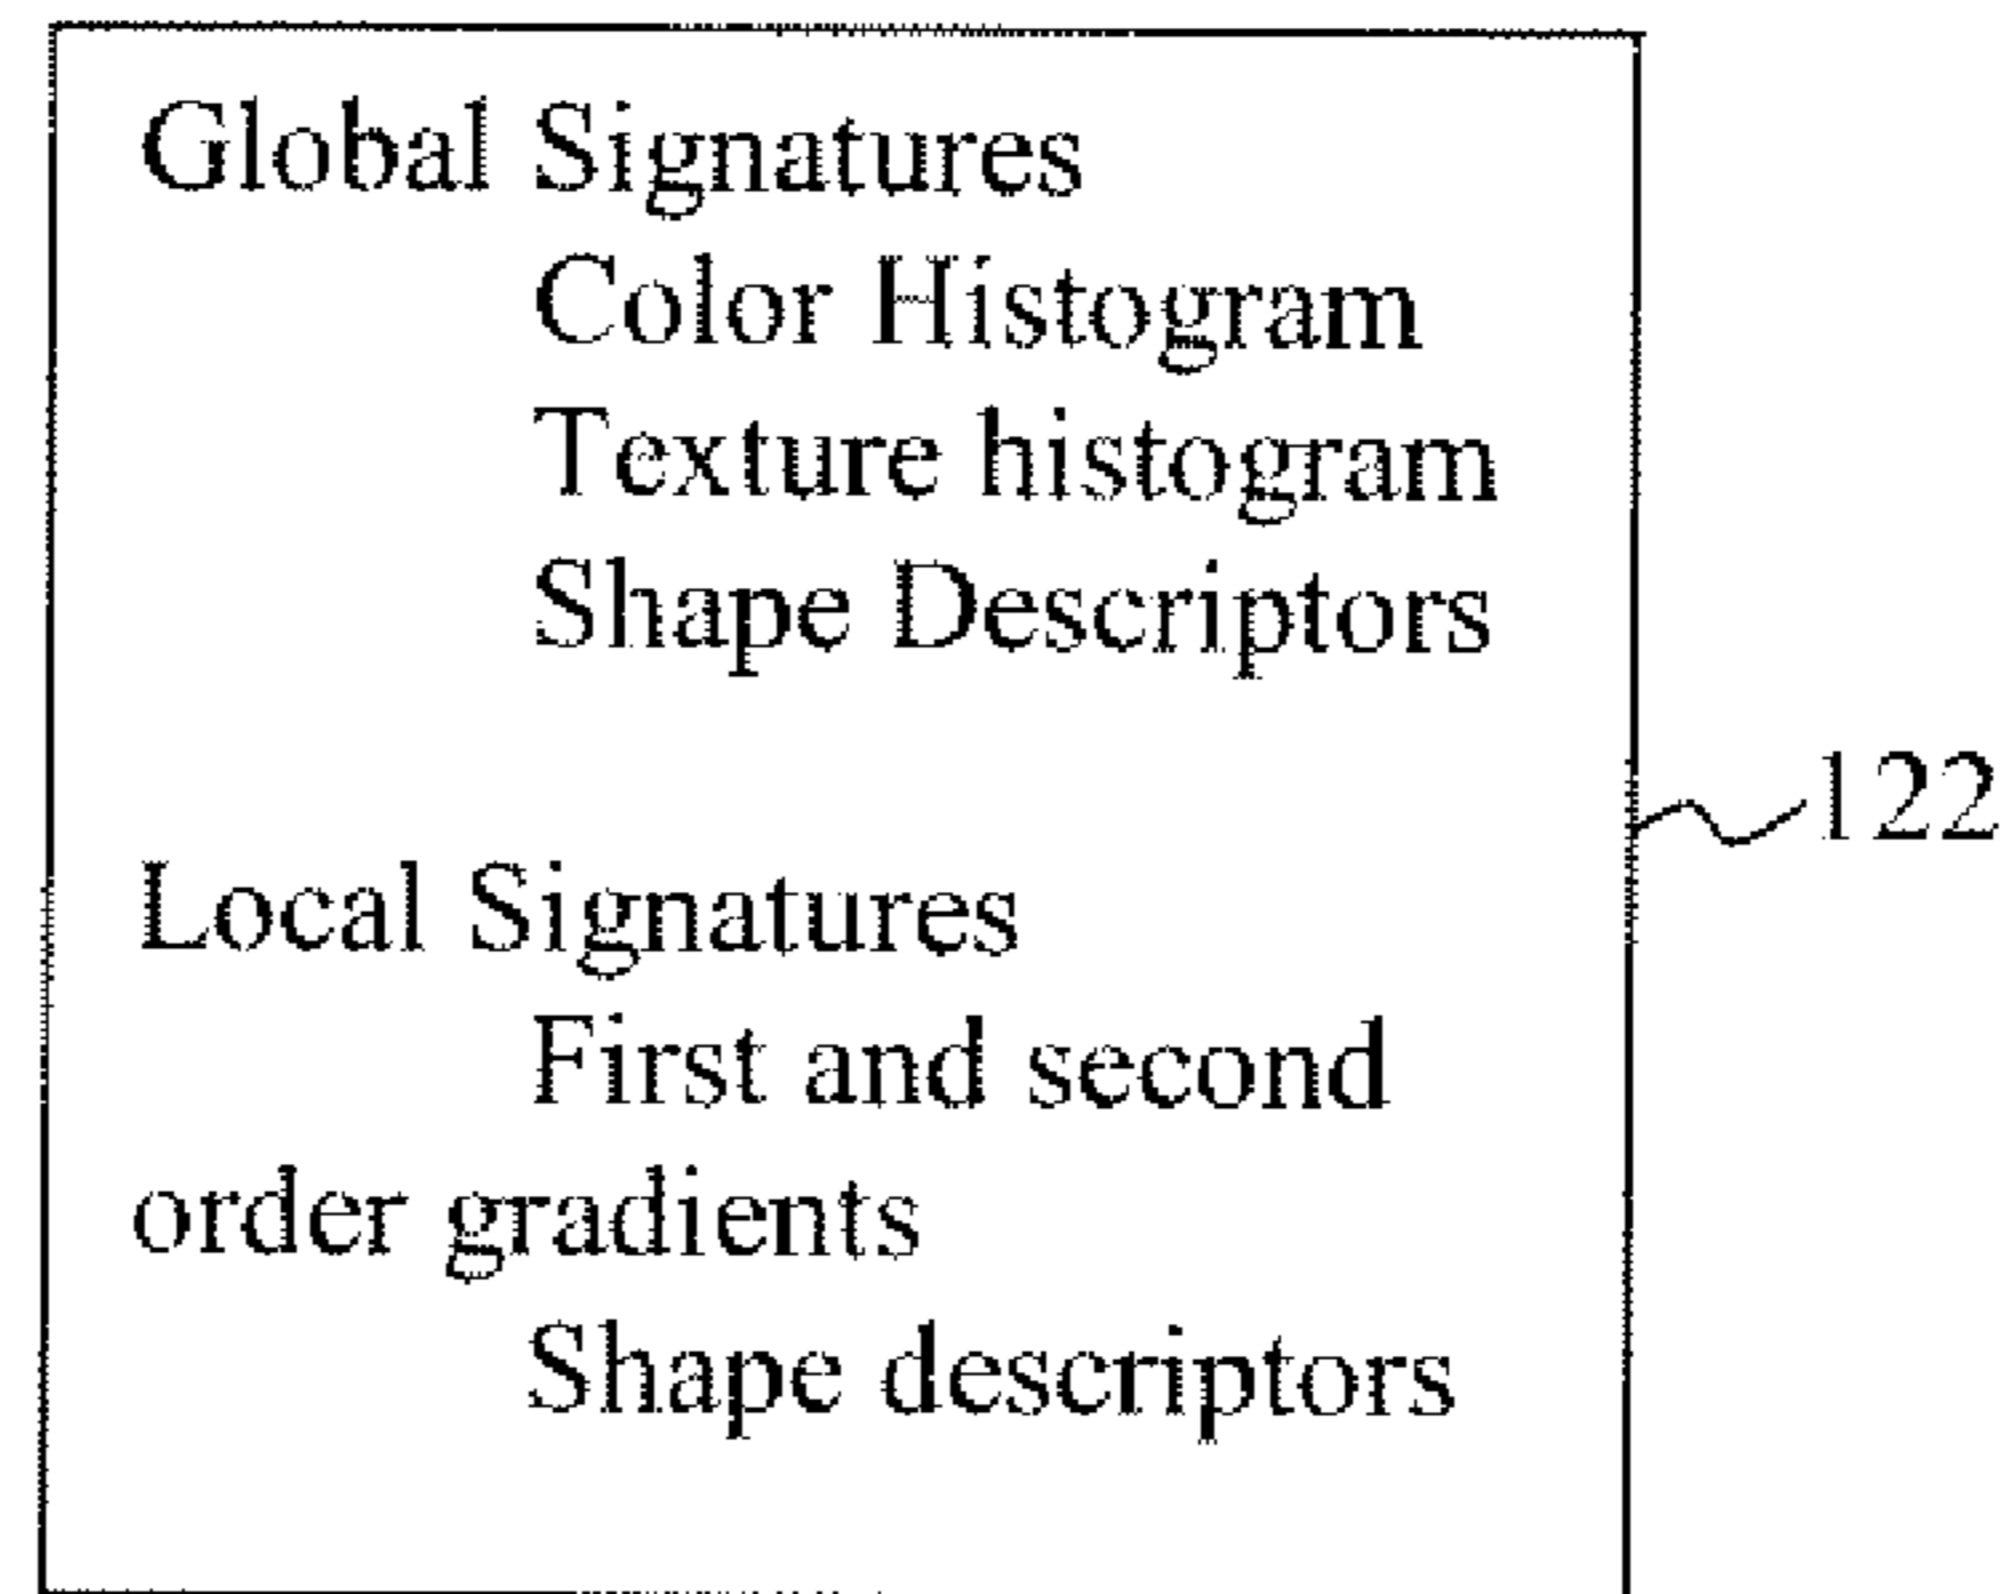 Global Signatures
Color Histogram
Texture histogram
Shape Descriptors
122
Local Signatures
First and second
order gradients
Shape descriptors